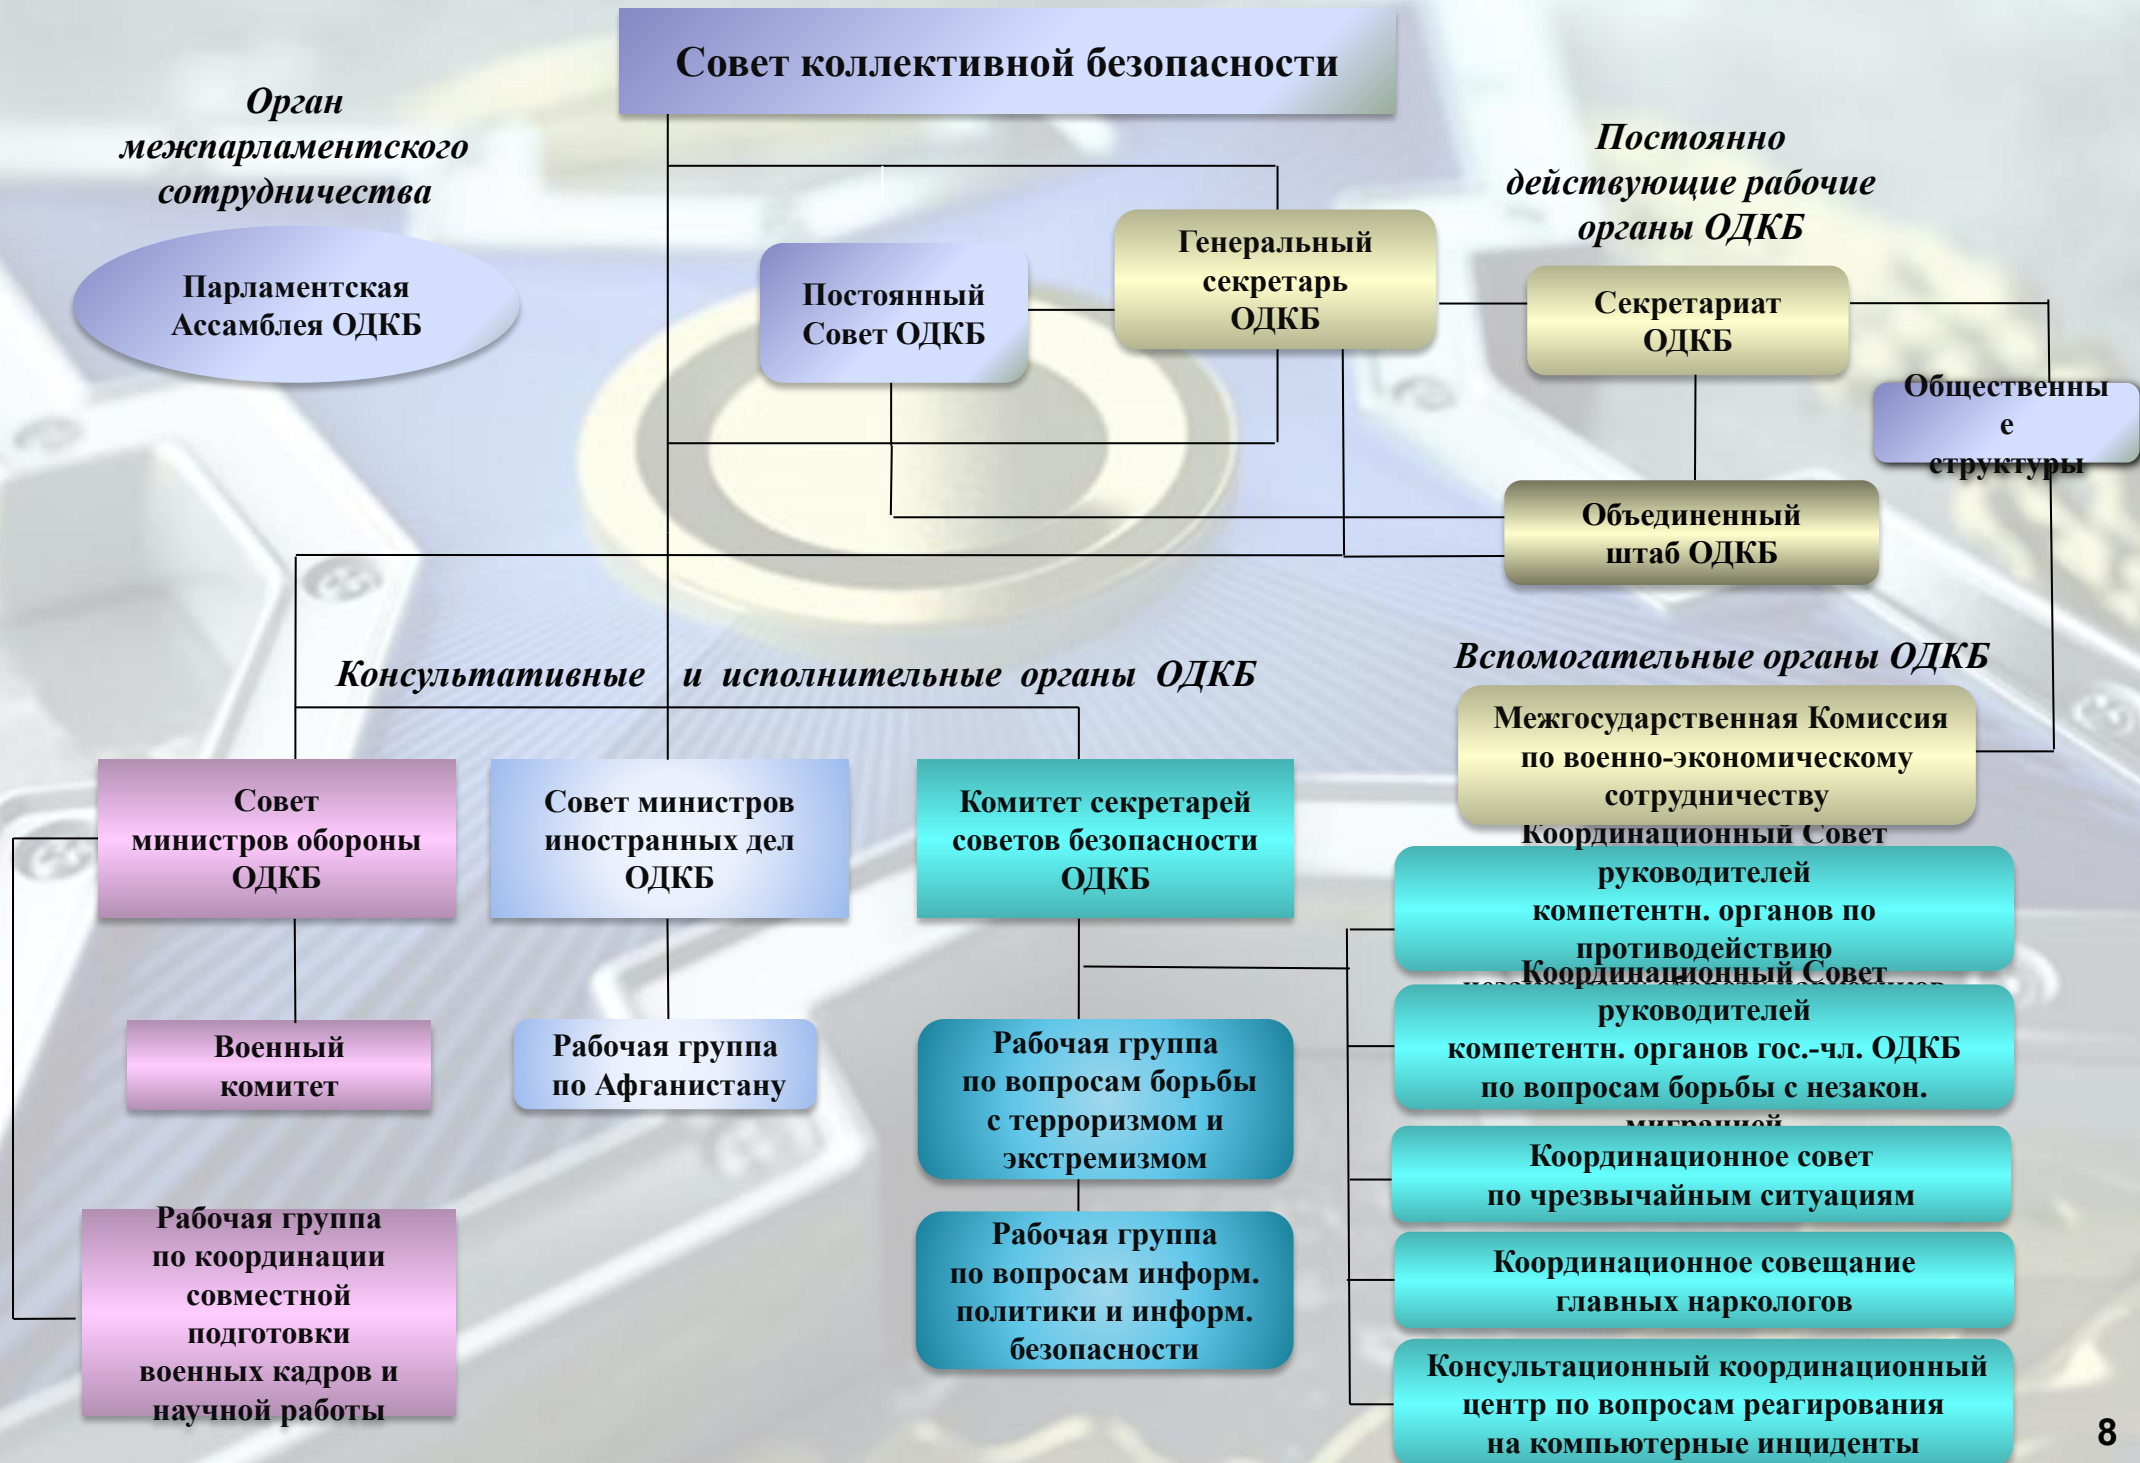 Совет коллективной безопасности
Орган
межпарламентского
сотрудничества
Парламентская
Ассамблея ОДКБ
Постоянный
Совет ОДКБ
Генеральный
секретарь
ОДКБ
Постоянно
действующие рабочие
органы ОДКБ
Секретариат
ОДКБ
Общественны
е
структуры
Объединенный
штаб ОДКБ
Консультативные и исполнительные органы ОДКБ
Совет
министров обороны
ОДКБ
Совет министров
иностранных дел
ОДКБ
Комитет секретарей
советов безопасности
ОДКБ
Военный
комитет
Рабочая группа
по Афганистану
Рабочая группа
по вопросам борьбы
с терроризмом и
экстремизмом
Рабочая группа
по координации
совместной
подготовки
военных кадров и
научной работы
Рабочая группа
по вопросам информ.
политики и информ.
безопасности
Вспомогательные органы ОДКБ
Межгосударственная Комиссия
по военно-экономическому
сотрудничеству
Координационный Совет
руководителей
компетентн. органов по
противодействию
Координационный Совет
руководителей
компетентн. органов гос.-чл. ОДКБ
по вопросам борьбы с незакон.
миграцией
Координационное совет
по чрезвычайным ситуациям
Координационное совещание
главных наркологов
Консультационный координационный
центр по вопросам реагирования
на компьютерные инциденты
8